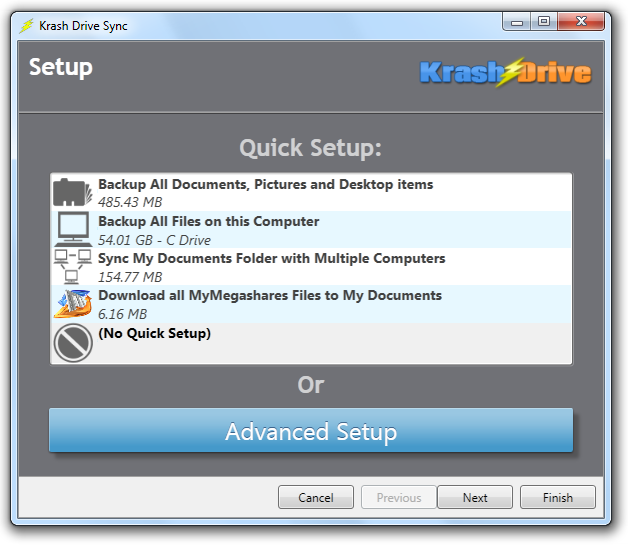 Krash Drive Sync
Setup
Krash Drive
Quick Setup:
Backup All Documents, Pictures and Desktop items
485.43 MB
Backup All Files on this Computer
54.01 GB - C Drive
Sync My Documents Folder with Multiple Computers
154.77 MB
Download all MyMegashares Files to My Documents
6.16 MB
(No Quick Setup)
Or
Advanced Setup
Cancel Previous Next Finish